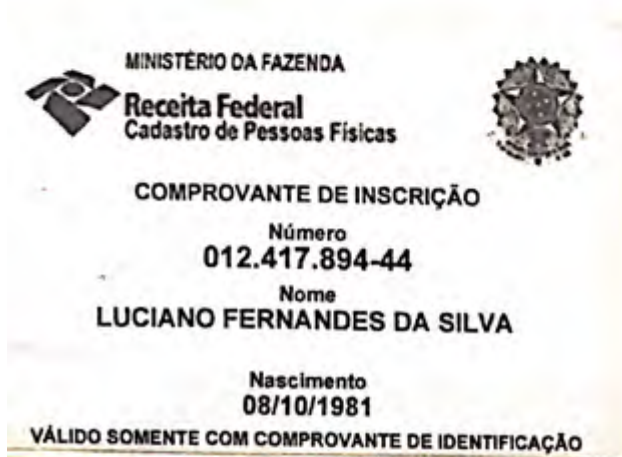 MINISTÉRIO DA FAZENDA
Receita Federal
Cadastro de Pessoas Físicas
COMPROVANTE DE INSCRIÇÃO
Número
012.417.894-44
Nome
LUCIANO FERNANDES DA SILVA
Nascimento
08/10/1981
VÁLIDO SOMENTE COM COMPROVANTE DE IDENTIFICAÇÃO